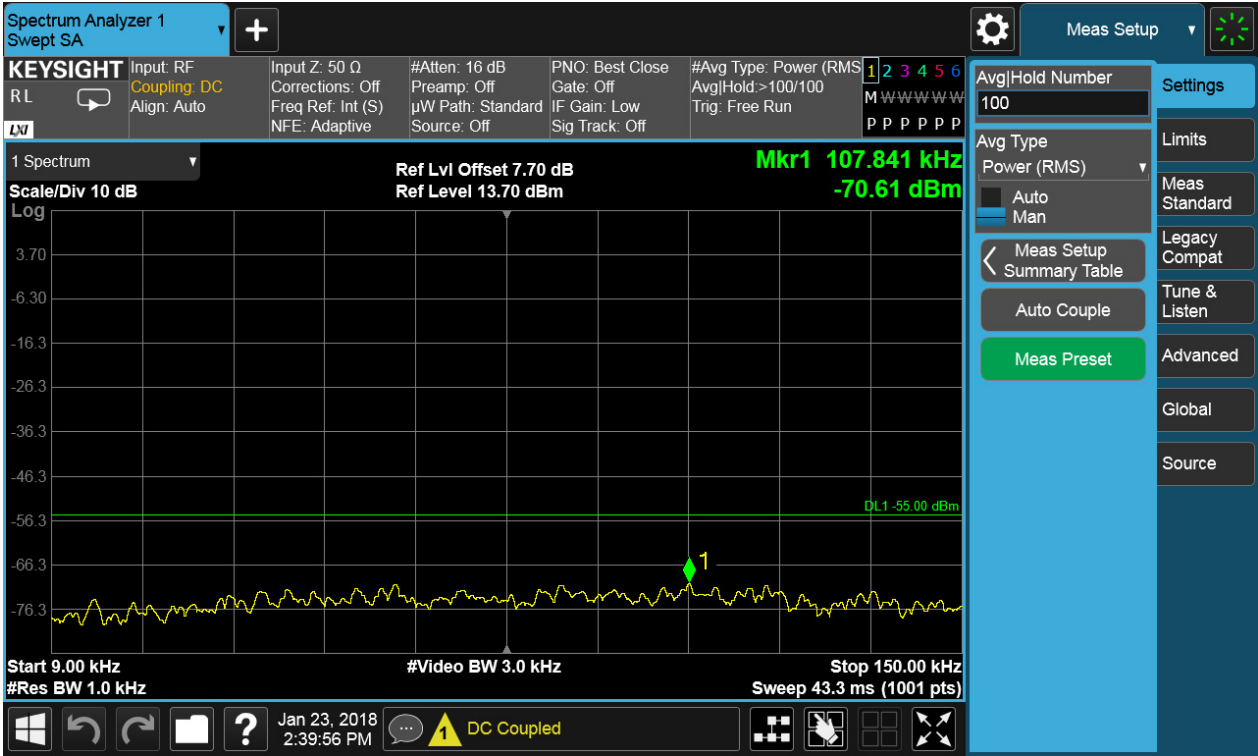 Spectrum Analyzer 1
Swept SA
+
Meas Setup
KEYSIGHT
RL
LXI
Input: RF
Coupling: DC
Align: Auto
Input Z: 50 Ω
Corrections: Off
Freq Ref: Int (S)
NFE: Adaptive
#Atten: 16 dB
Preamp: Off
µW Path: Standard
Source: Off
PNO: Best Close
Gate: Off
IF Gain: Low
Sig Track: Off
#Avg Type: Power (RMS
Avg|Hold:>100/100
Trig: Free Run
1 2 3 4 5 6
M W W W W W
P P P P P P
1 Spectrum
Scale/Div 10 dB
Ref Lvl Offset 7.70 dB
Ref Level 13.70 dBm
Mkr1 107.841 kHz
-70.61 dBm
Log
3.70
-6.30
-16.3
-26.3
-36.3
-46.3
-56.3
-66.3
-76.3
DL1 -55.00 dBm
1
Start 9.00 kHz
#Res BW 1.0 kHz
#Video BW 3.0 kHz
Stop 150.00 kHz
Sweep 43.3 ms (1001 pts)
Avg|Hold Number
100
Avg Type
Power (RMS)
Auto
Man
Meas Setup
Summary Table
Auto Couple
Meas Preset
Settings
Limits
Meas
Standard
Legacy
Compat
Tune &
Listen
Advanced
Global
Source
?
Jan 23, 2018
2:39:56 PM
1
DC Coupled